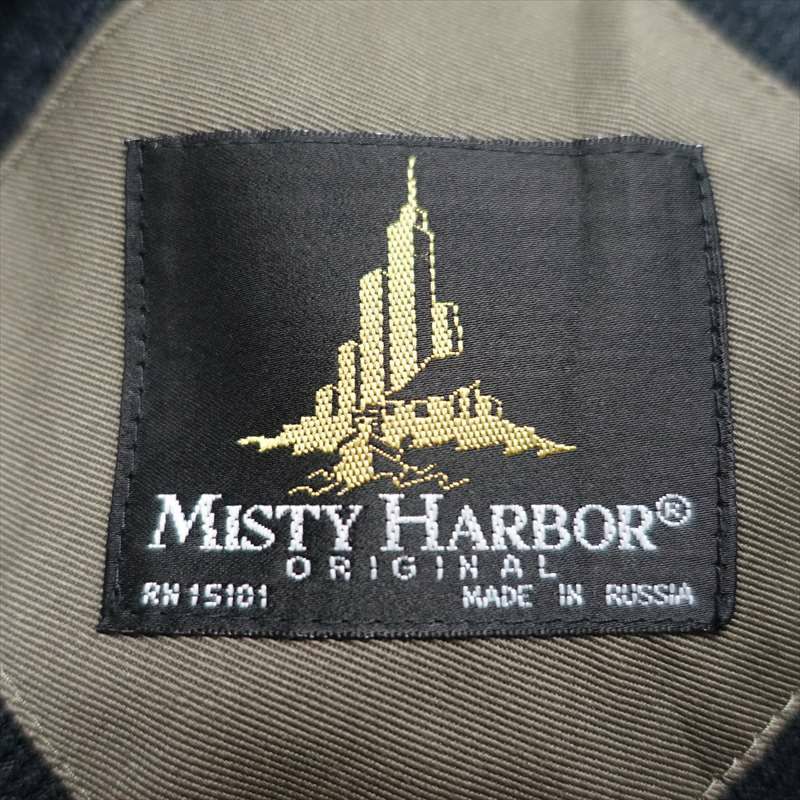 MISTY HARBOR®
ORIGINAL
RN 15101 MADE IN RUSSIA